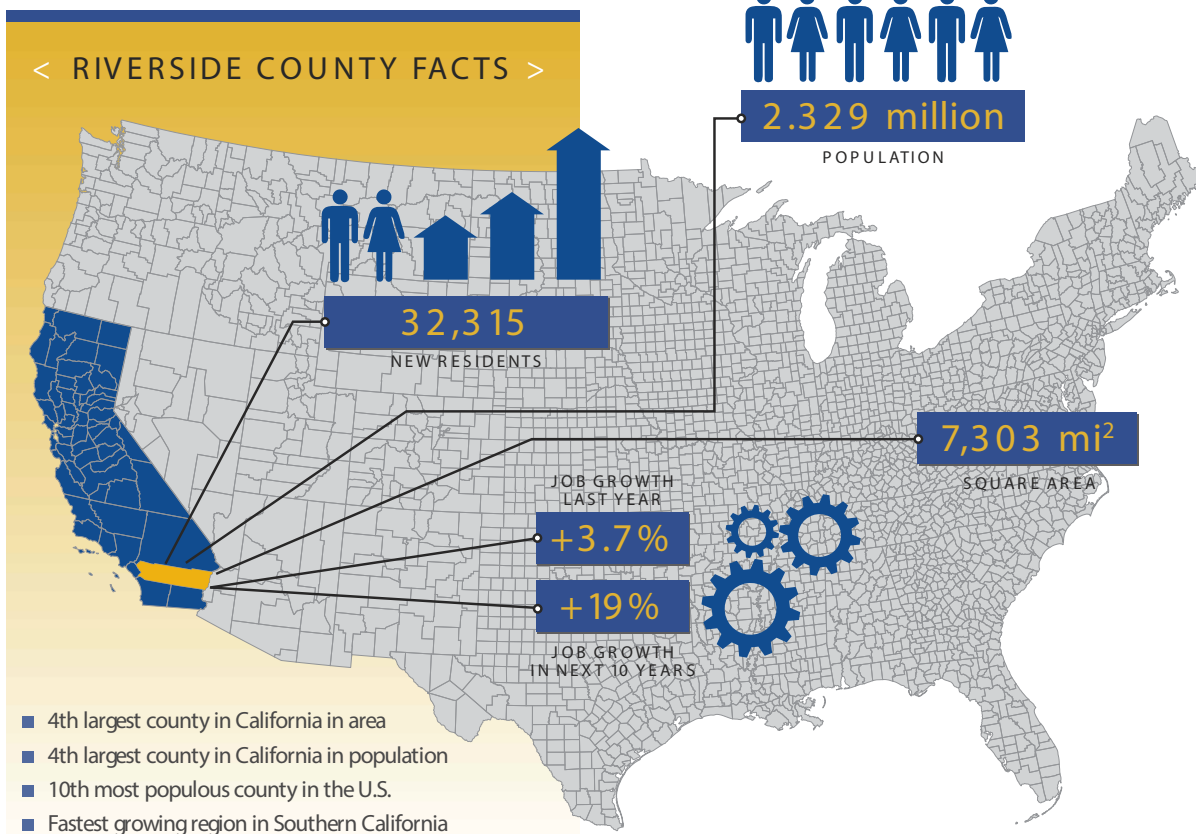 < RIVERSIDE COUNTY FACTS >
2.329 million
POPULATION
32,315
NEW RESIDENTS
7,303 mi²
SQUARE AREA
JOB GROWTH
LAST YEAR
+3.7%
+19%
JOB GROWTH
IN NEXT 10 YEARS
■ 4th largest county in California in area
■ 4th largest county in California in population
■ 10th most populous county in the U.S.
■ Fastest growing region in Southern California